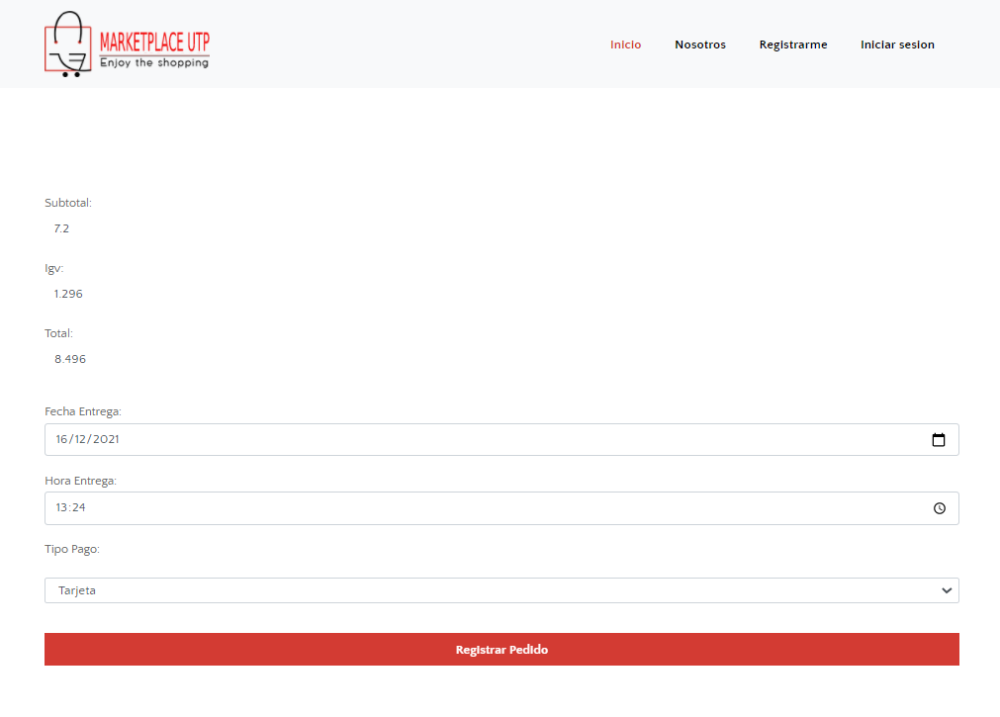 MARKETPLACE UTP
Enjoy the shopping
Inicio Nosotros Registrarme Iniciar sesion
Subtotal:
7.2
Igv:
1.296
Total:
8.496
Fecha Entrega:
16/12/2021
Hora Entrega:
13:24
Tipo Pago:
Tarjeta
Registrar Pedido